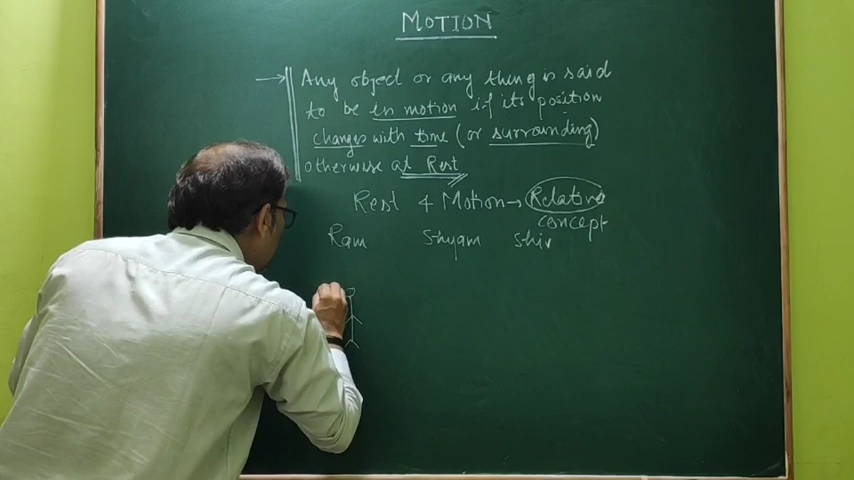 MOTION
Any object or any thing is said
to be in motion if its position
changes with time (or surrounding)
otherwise at Rest
Rest & Motion → Relative
concept
Ram Shyam Shiv